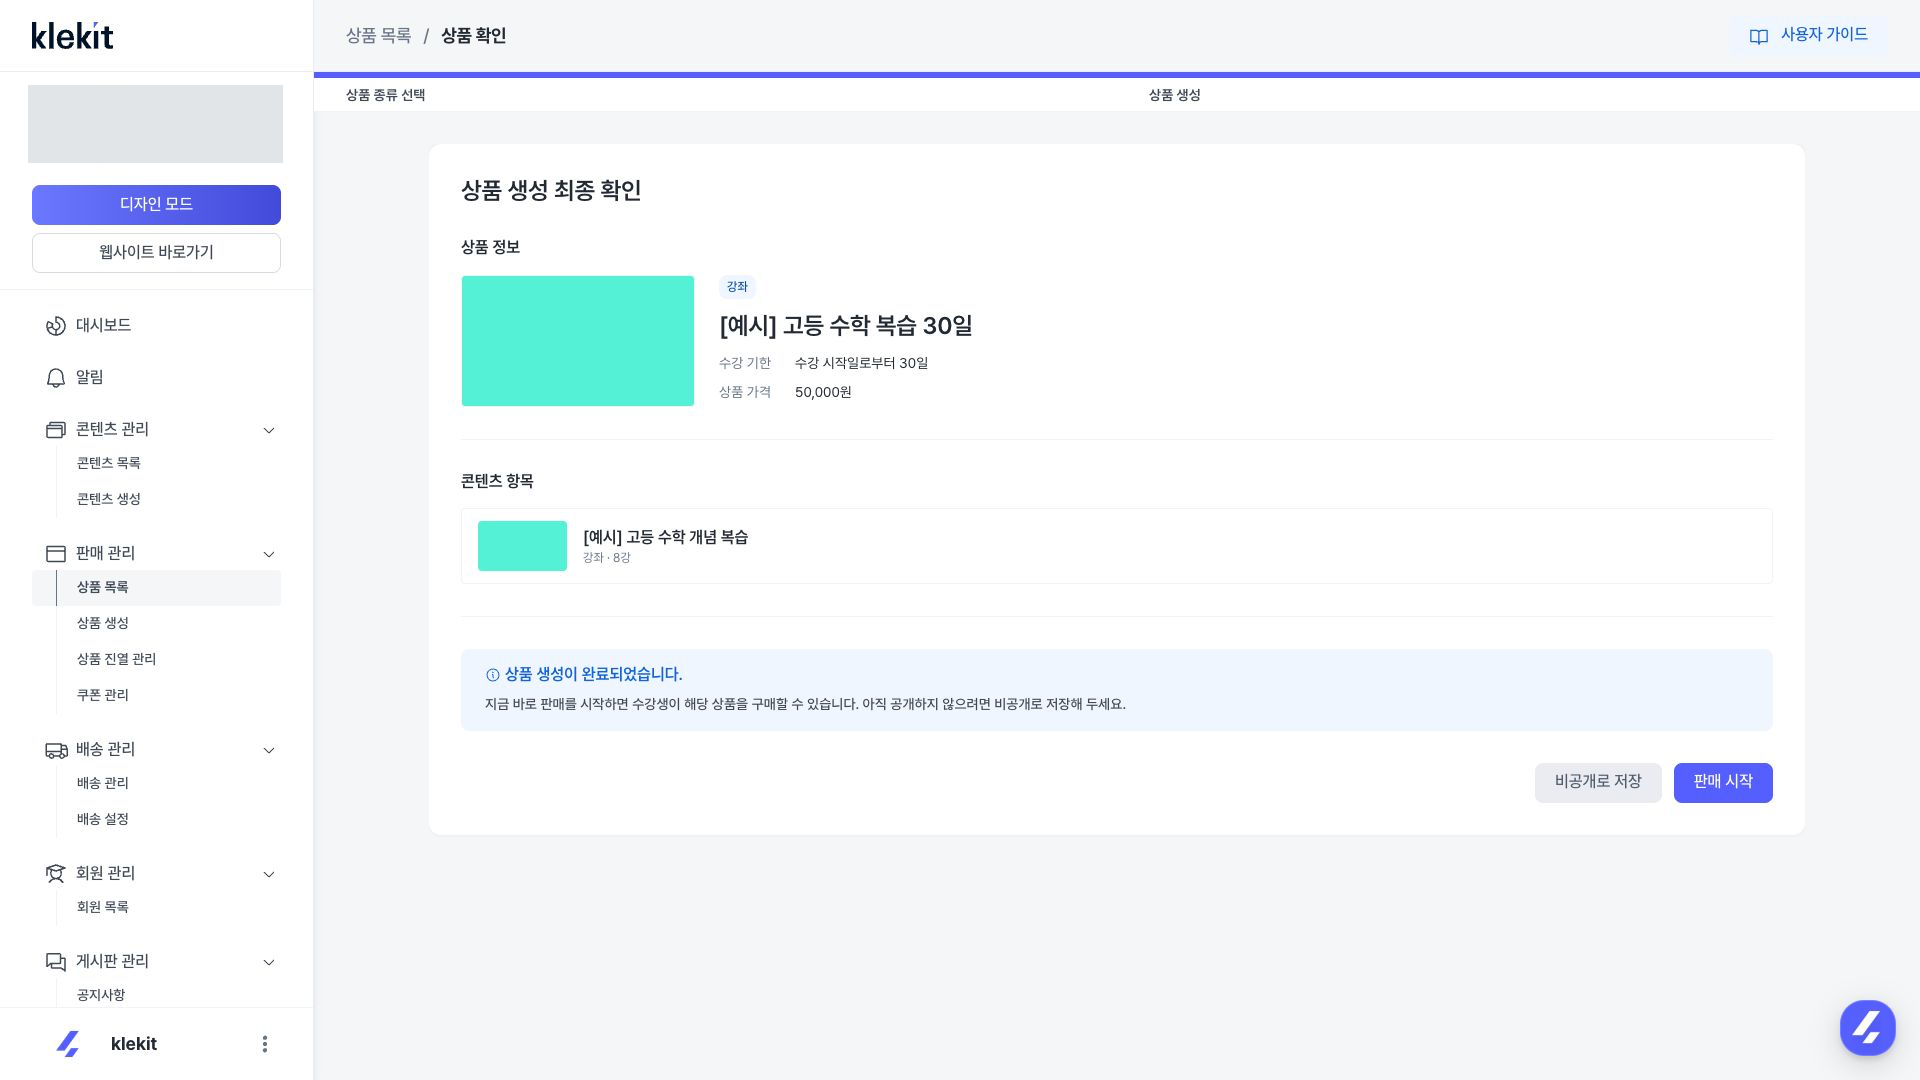 klekit
디자인 모드
웹사이트 바로가기
대시보드
알림
콘텐츠 관리
콘텐츠 목록
콘텐츠 생성
판매 관리
상품 목록
상품 생성
상품 진열 관리
쿠폰 관리
배송 관리
배송 관리
배송 설정
회원 관리
회원 목록
게시판 관리
공지사항
klekit
상품 목록 / 상품 확인
사용자 가이드
상품 종류 선택
상품 생성
상품 생성 최종 확인
상품 정보
강좌
[예시] 고등 수학 복습 30일
수강 기한 수강 시작일로부터 30일
상품 가격 50,000원
콘텐츠 항목
[예시] 고등 수학 개념 복습
강좌 · 8강
상품 생성이 완료되었습니다.
지금 바로 판매를 시작하면 수강생이 해당 상품을 구매할 수 있습니다. 아직 공개하지 않으려면 비공개로 저장해 두세요.
비공개로 저장
판매 시작